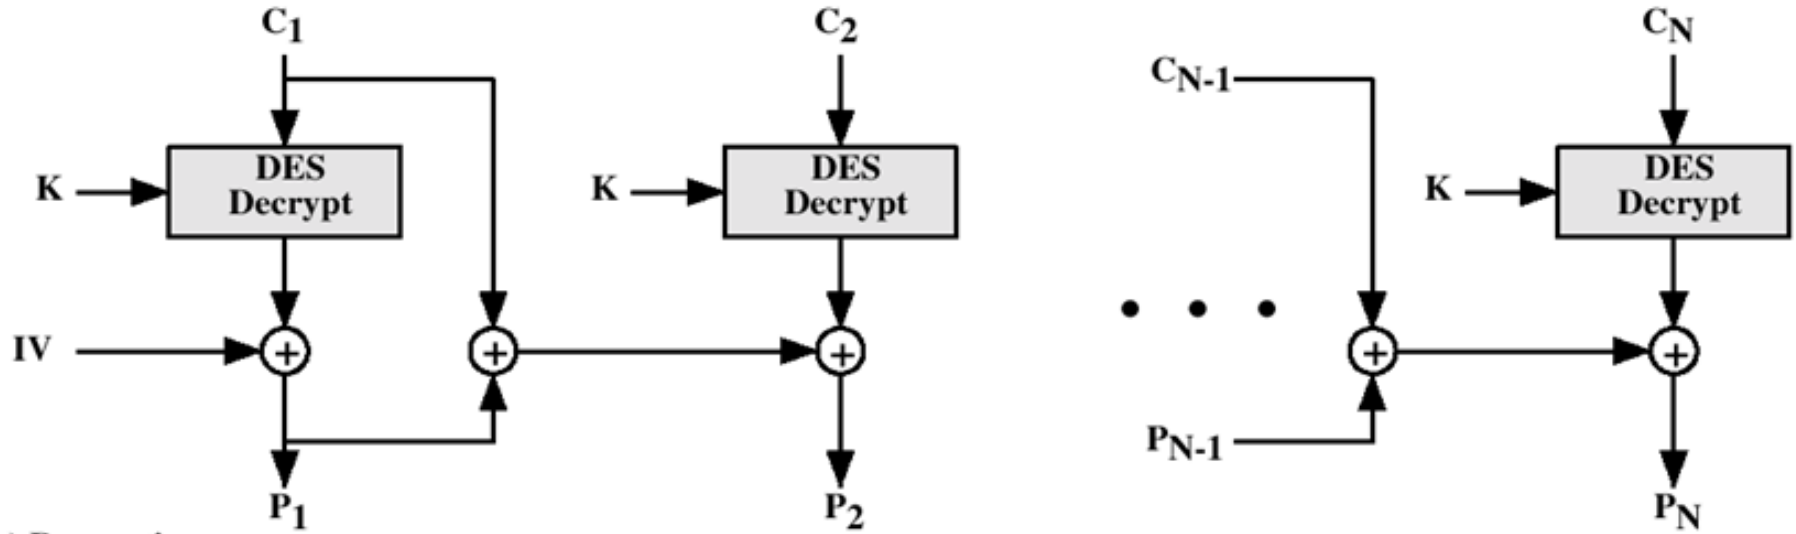 C1
C2
CN
CN-1
DES
Decrypt
DES
Decrypt
DES
Decrypt
K
K
K
IV
+
+
+
+
+
• • •
PN-1
P1
P2
PN